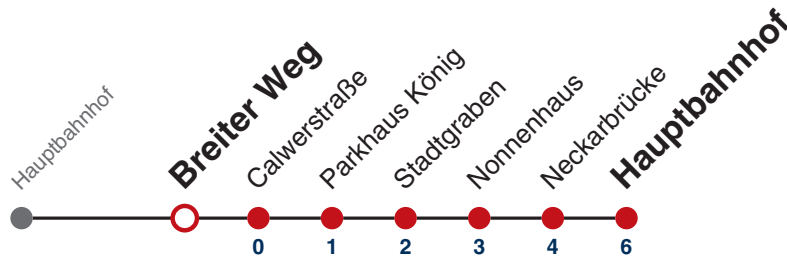 Hauptbahnhof
Breiter Weg
Calwerstraße
Parkhaus König
Stadtgraben
Nonnenhaus
Neckarbrücke
Hauptbahnhof
0 1 2 3 4 6